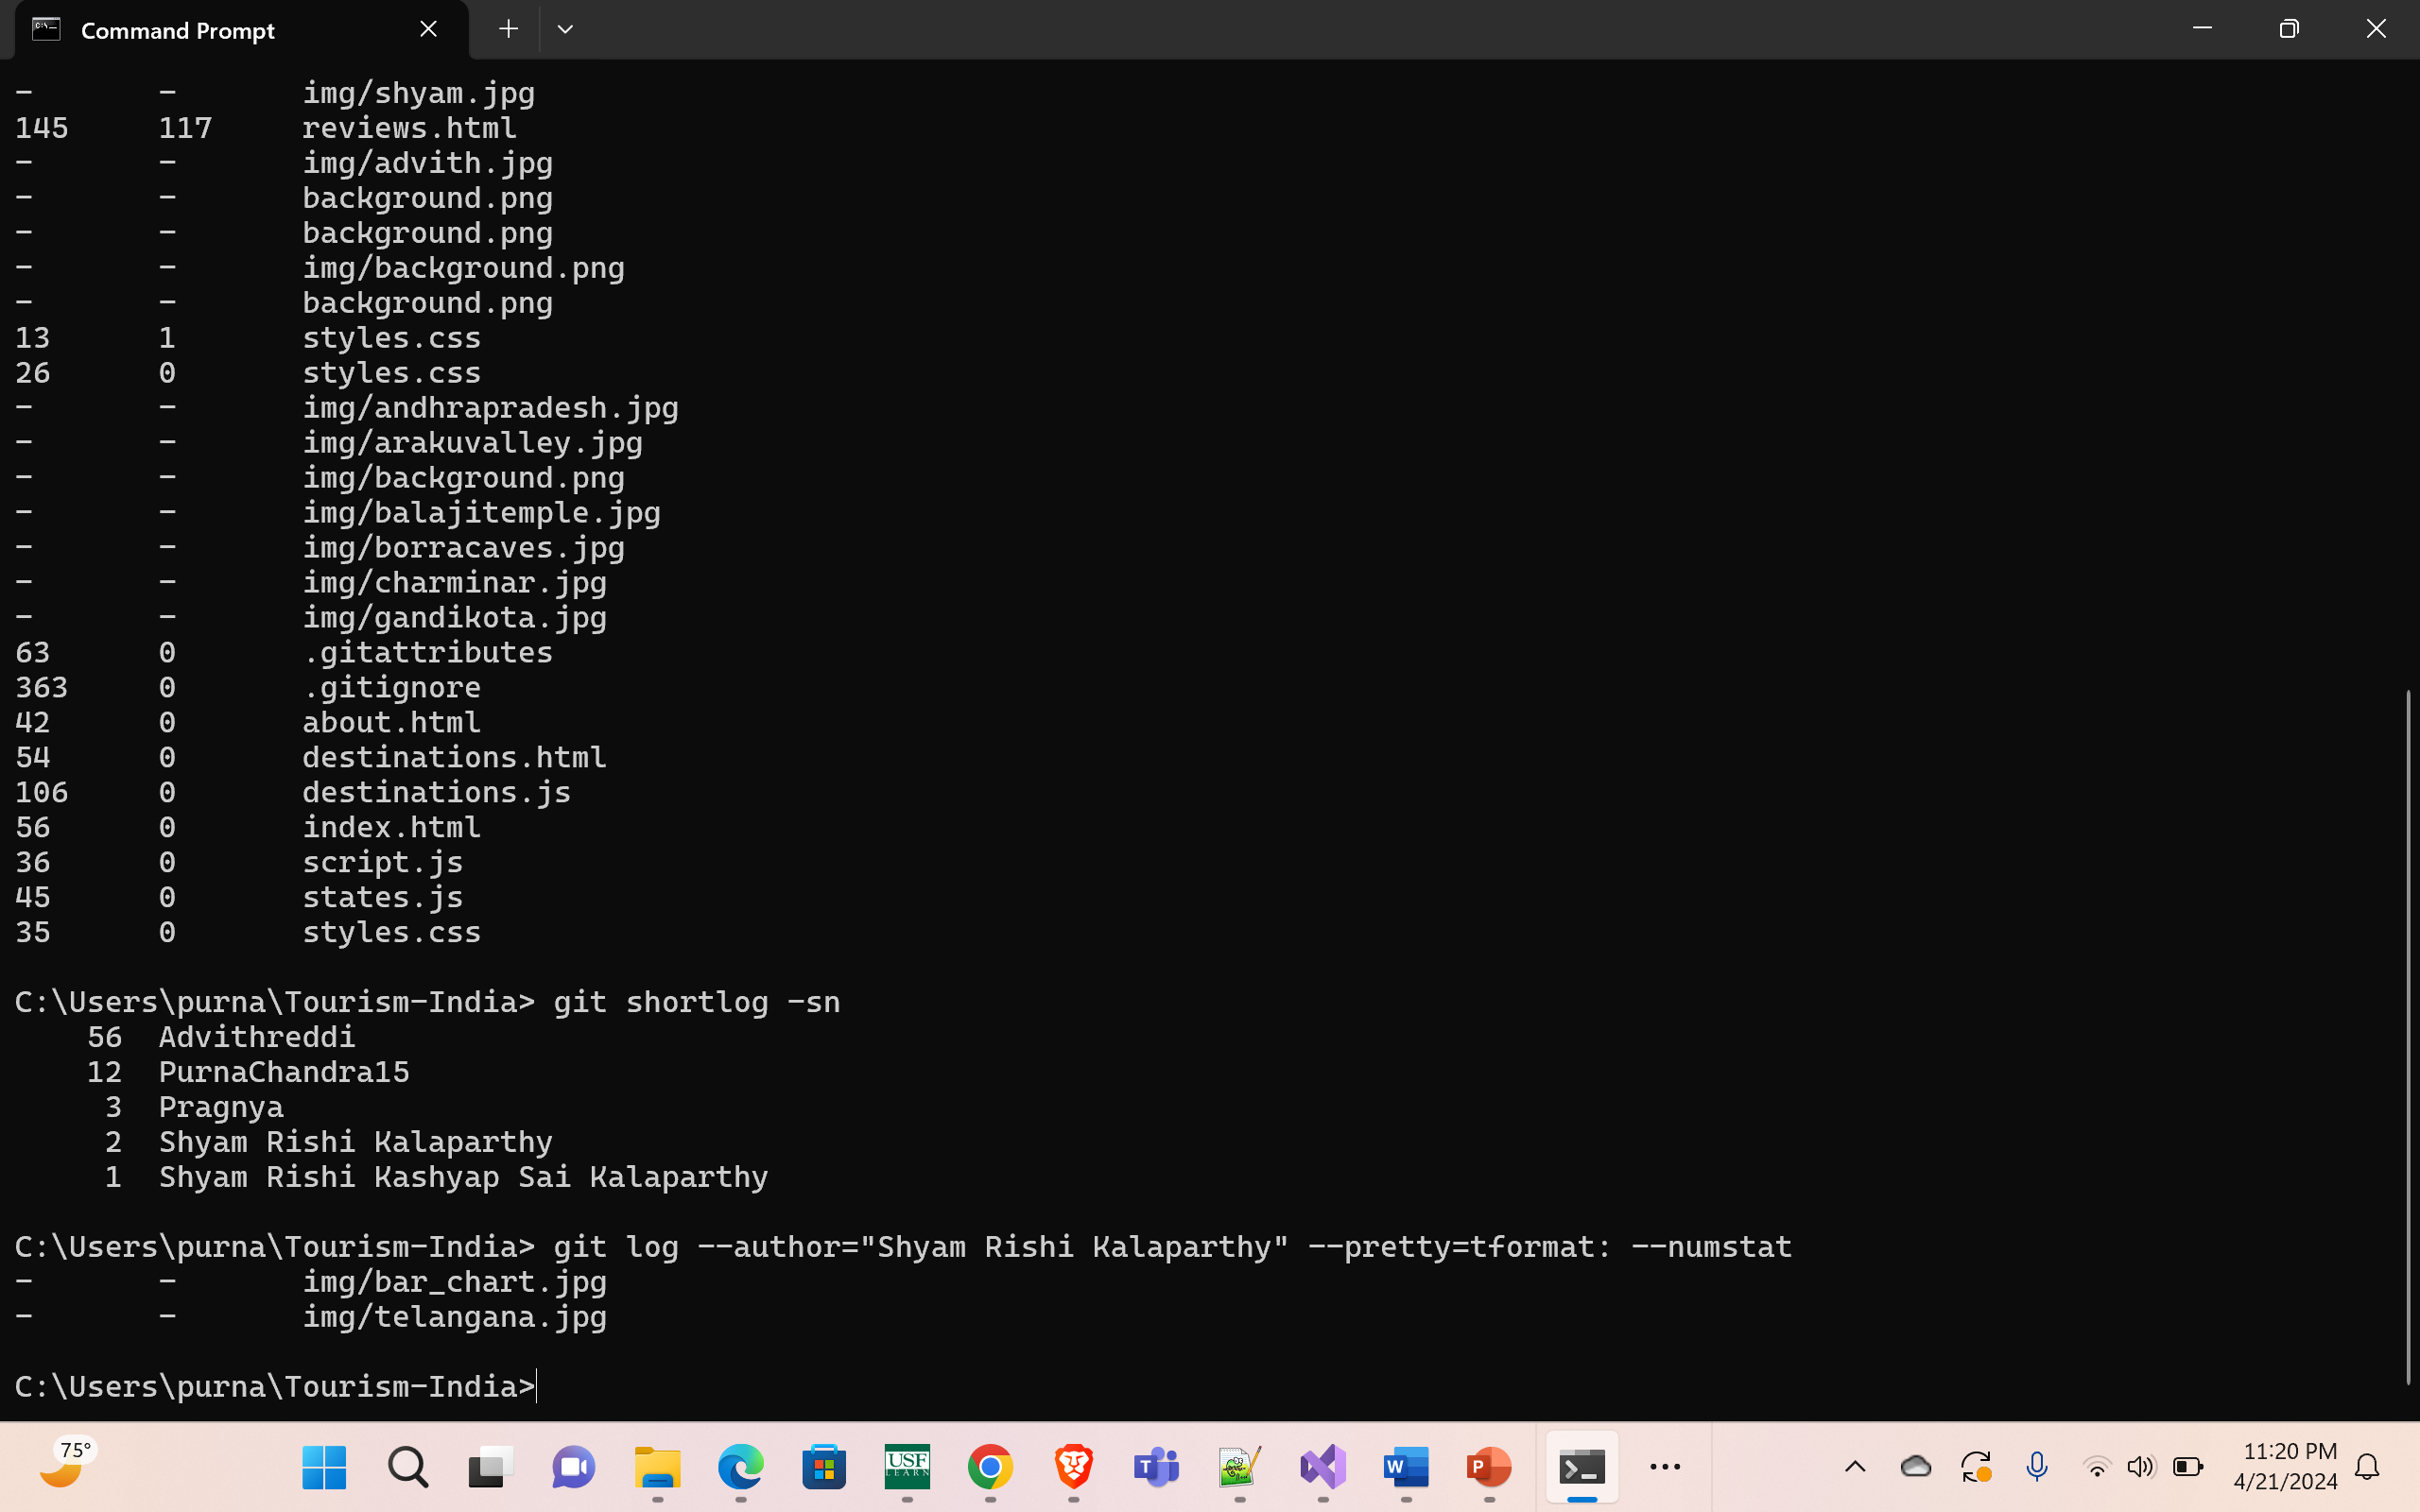 Command Prompt
-	-	img/shyam.jpg
145	117	reviews.html
-	-	img/advith.jpg
-	-	background.png
-	-	background.png
-	-	img/background.png
-	-	background.png
13	1	styles.css
26	0	styles.css
-	-	img/andhrapradesh.jpg
-	-	img/arakuvalley.jpg
-	-	img/background.png
-	-	img/balajitemple.jpg
-	-	img/borracaves.jpg
-	-	img/charminar.jpg
-	-	img/gandikota.jpg
63	0	.gitattributes
363	0	.gitignore
42	0	about.html
54	0	destinations.html
106	0	destinations.js
56	0	index.html
36	0	script.js
45	0	states.js
35	0	styles.css
C:\Users\purna\Tourism-India> git shortlog -sn
56  Advithreddi
12  PurnaChandra15
3  Pragnya
2  Shyam Rishi Kalaparthy
1  Shyam Rishi Kashyap Sai Kalaparthy
C:\Users\purna\Tourism-India> git log --author="Shyam Rishi Kalaparthy" --pretty=tformat: --numstat
-	-	img/bar_chart.jpg
-	-	img/telangana.jpg
C:\Users\purna\Tourism-India>
75°
USF
LEARN
T
W
P
11:20 PM
4/21/2024